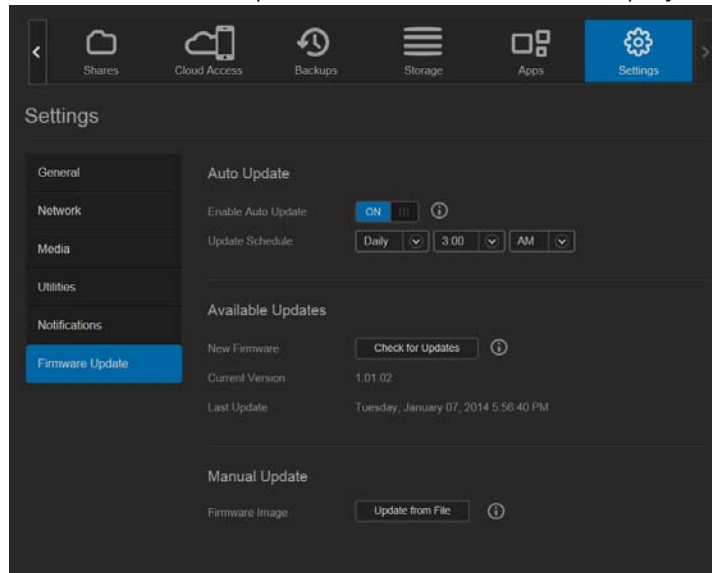 Shares Cloud Access Backups Storage Apps Settings
Settings
General
Network
Media
Utilities
Notifications
Firmware Update
Auto Update
Enable Auto Update ON
Update Schedule Daily 3:00 AM
Available Updates
New Firmware Check for Updates
Current Version 1.01.02
Last Update Tuesday, January 07, 2014 5:56:40 PM
Manual Update
Firmware Image Update from File